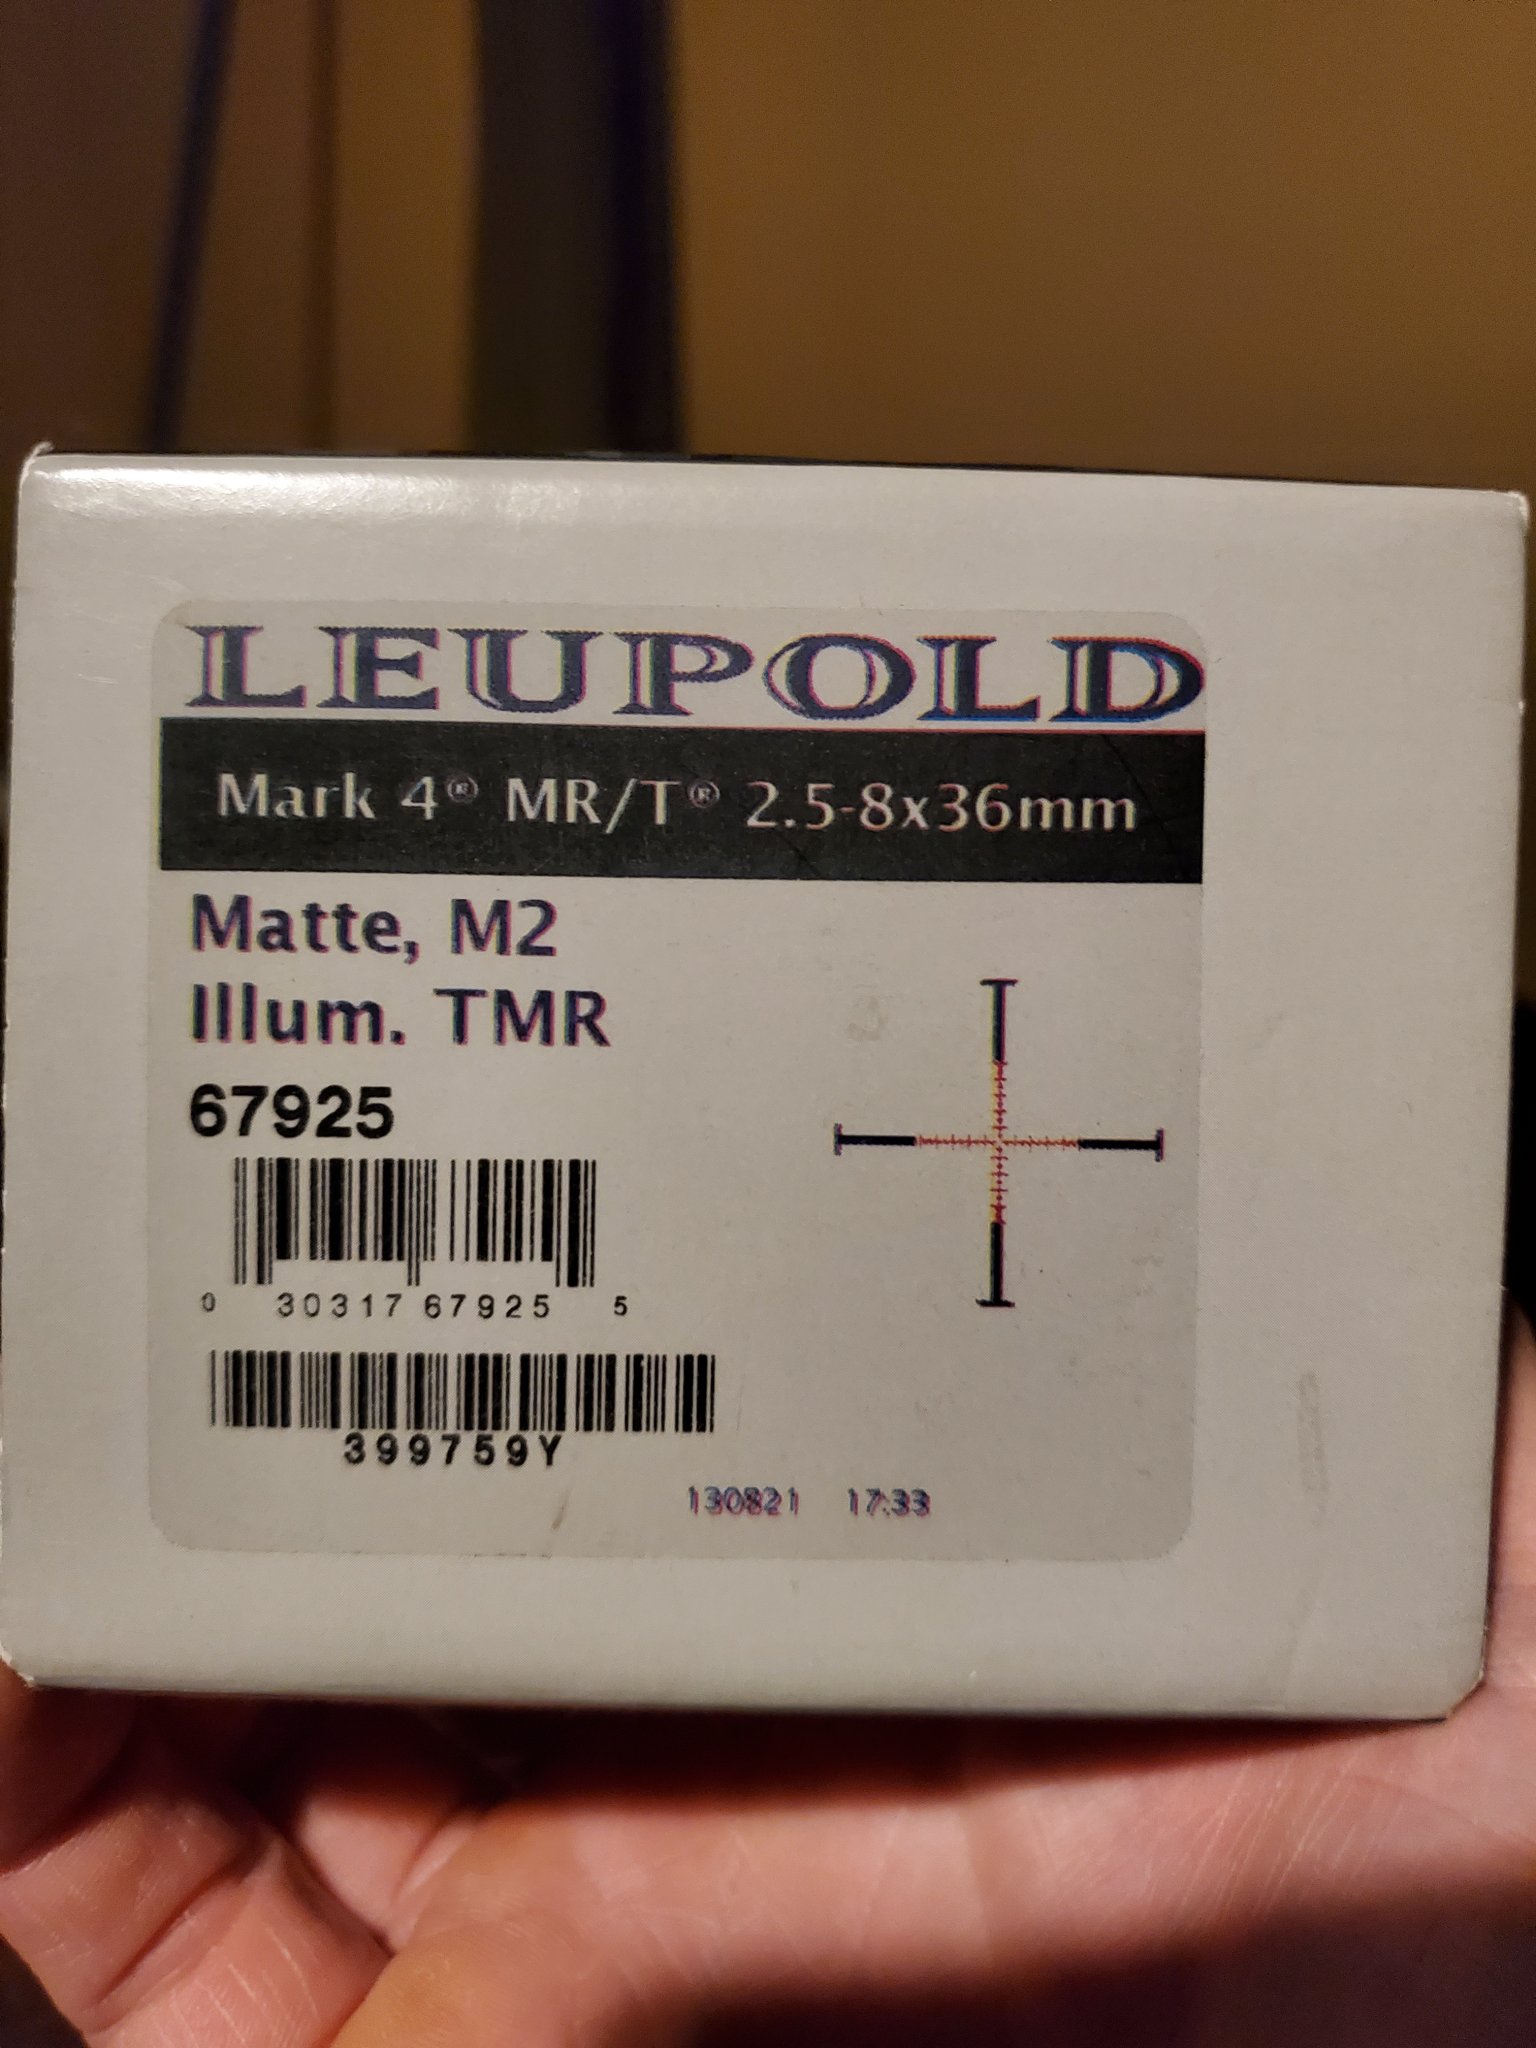 LEUPOLD
Mark 4® MR/T® 2.5-8x36mm
Matte, M2
Illum. TMR
67925
0 30317 67925 5
399759Y
130821 17:33